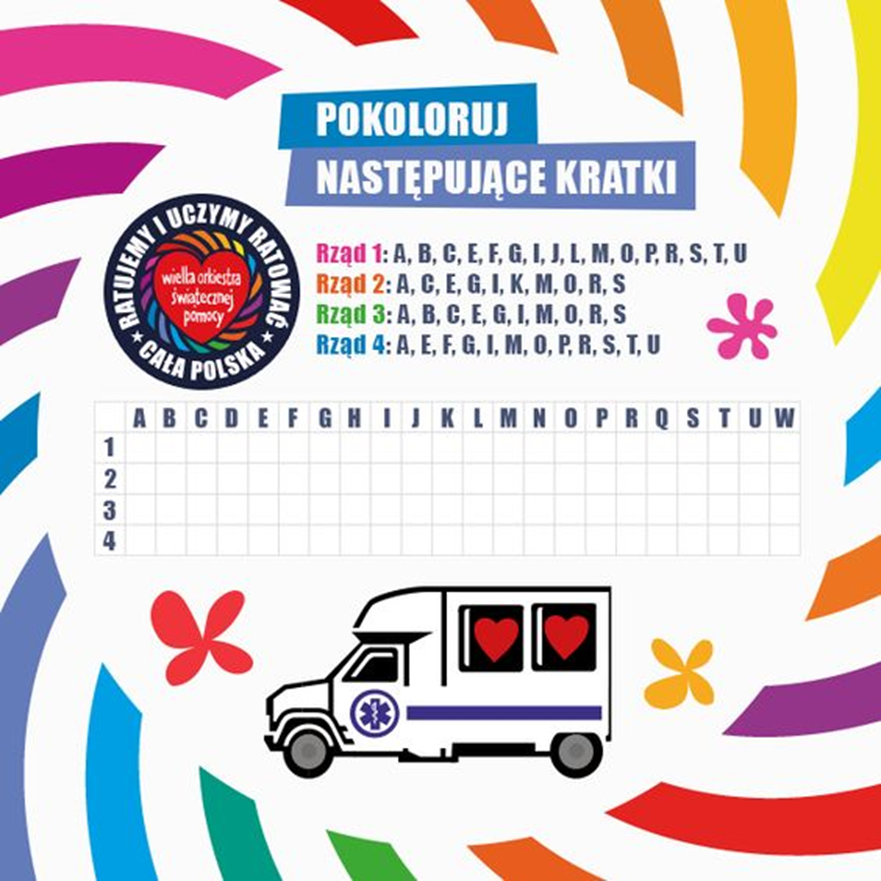 POKOLORUJ
NASTĘPUJĄCE KRATKI
RATUJEMY I UCZYMY RATOWAĆ
wielka orkiestra
świątecznej
pomocy
★ CAŁA POLSKA ★
Rząd 1: A, B, C, E, F, G, I, J, L, M, O, P, R, S, T, U
Rząd 2: A, C, E, G, I, K, M, O, R, S
Rząd 3: A, B, C, E, G, I, M, O, R, S
Rząd 4: A, E, F, G, I, M, O, P, R, S, T, U
A B C D E F G H I J K L M N O P R Q S T U W
1
2
3
4